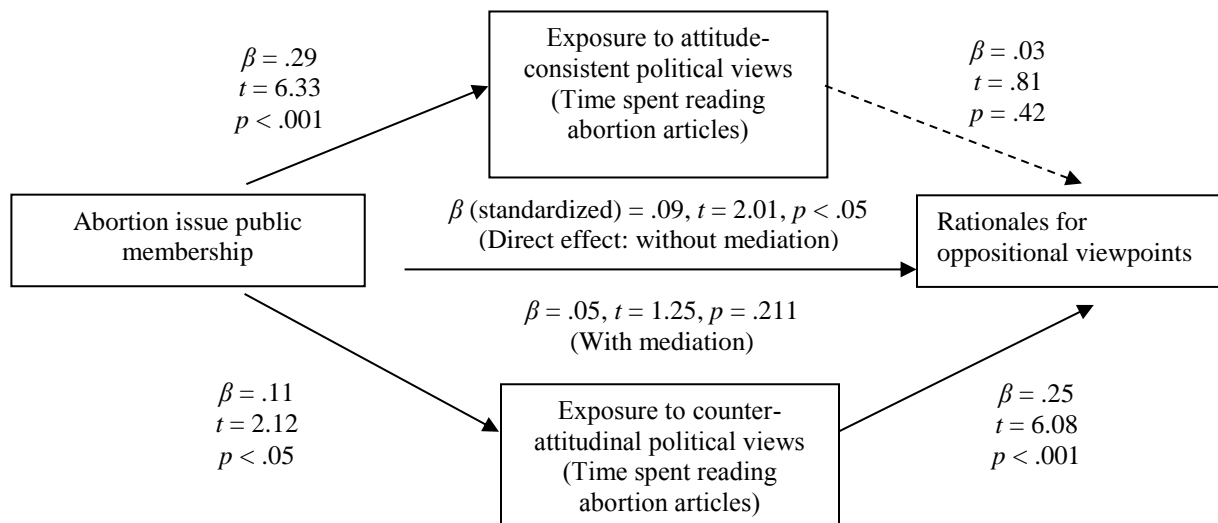 β = .29
t = 6.33
p < .001
Exposure to attitude-
consistent political views
(Time spent reading
abortion articles)
β = .03
t = .81
p = .42
Abortion issue public
membership
β (standardized) = .09, t = 2.01, p < .05
(Direct effect: without mediation)
Rationales for
oppositional viewpoints
β = .05, t = 1.25, p = .211
(With mediation)
β = .11
t = 2.12
p < .05
Exposure to counter-
attitudinal political views
(Time spent reading
abortion articles)
β = .25
t = 6.08
p < .001